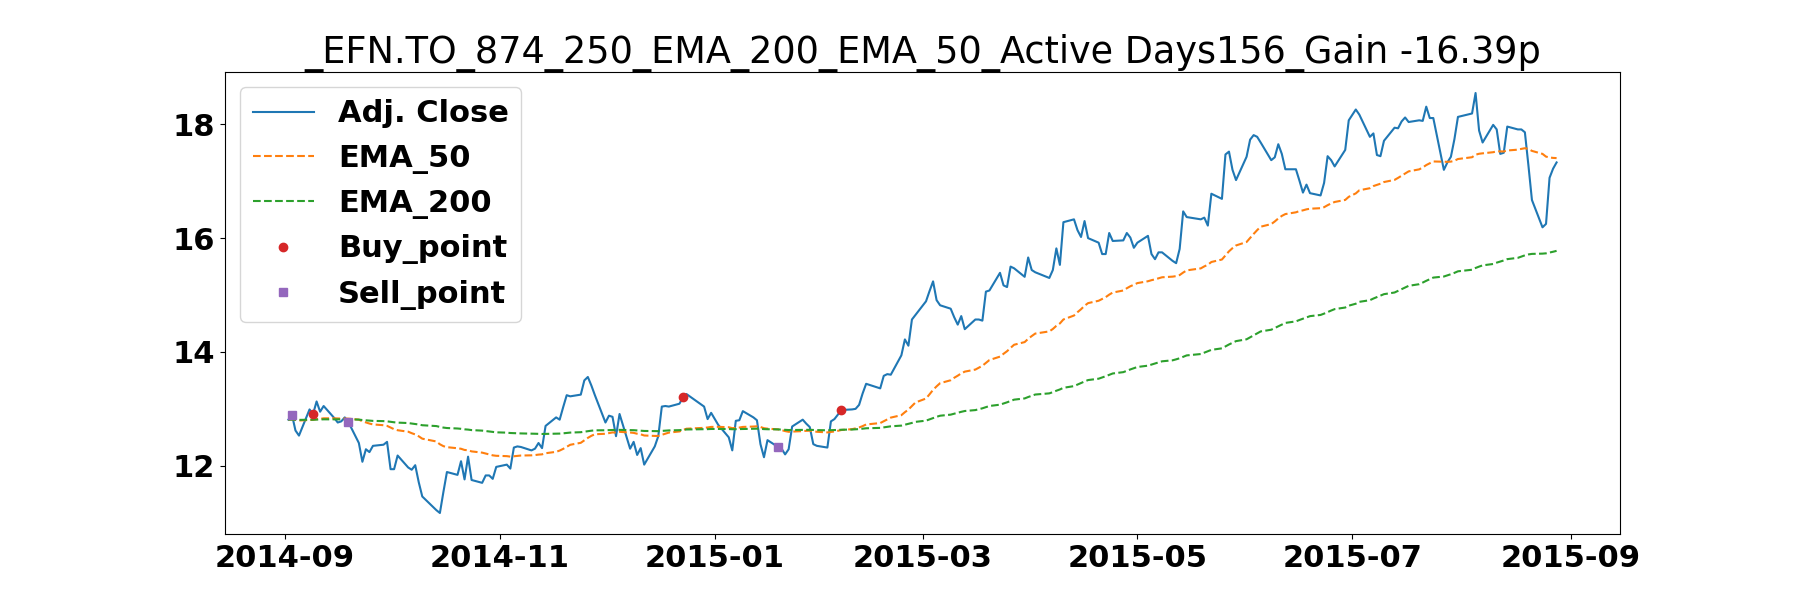 _EFN.TO_874_250_EMA_200_EMA_50_Active Days156_Gain -16.39p
Adj. Close
EMA_50
EMA_200
Buy_point
Sell_point
18
16
14
12
2014-09 2014-11 2015-01 2015-03 2015-05 2015-07 2015-09